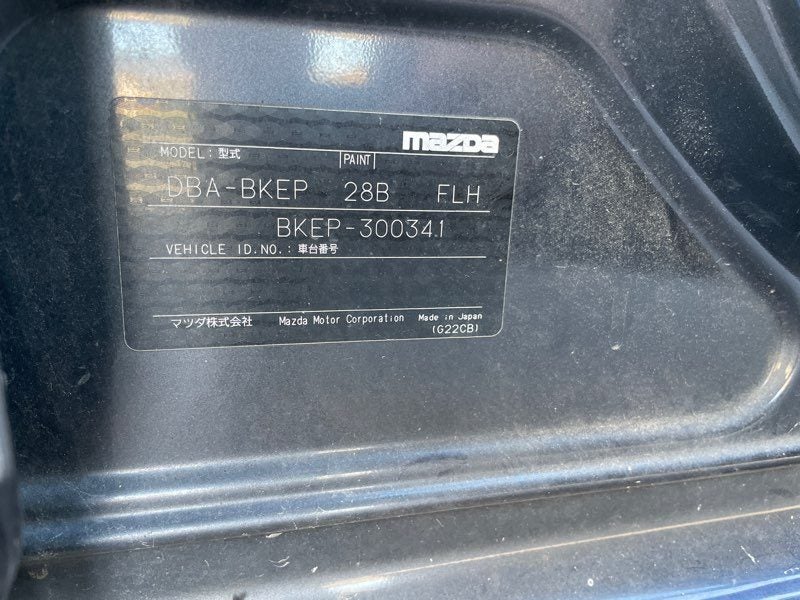 mazda
MODEL: 型式 PAINT
DBA-BKEP 28B FLH
BKEP-300341
VEHICLE ID.NO.: 車台番号
マツダ株式会社 Mazda Motor Corporation Made in Japan
(G22CB)